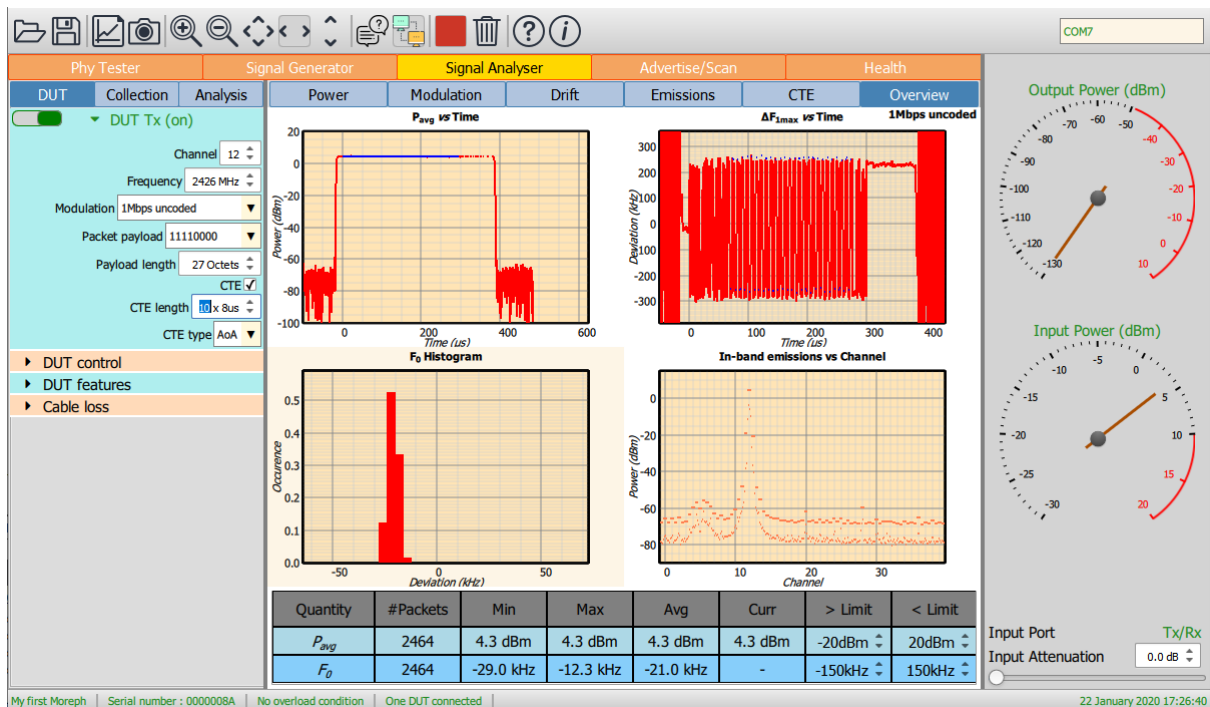 COM7
Phy Tester Signal Generator Signal Analyser Advertise/Scan Health
DUT Collection Analysis
Power Modulation Drift Emissions CTE Overview
DUT Tx (on)
Channel 12
Frequency 2426 MHz
Modulation 1Mbps uncoded
Packet payload 11110000
Payload length 27 Octets
CTE
CTE length 10 x 8us
CTE type AoA
DUT control
DUT features
Cable loss
Pavg vs Time
20
0
-20
-40
-60
-80
-100
Power (dBm)
0 200 400 600
Time (us)
ΔF1max vs Time 1Mbps uncoded
300
200
100
0
-100
-200
-300
Deviation (kHz)
0 100 200 300 400
Time (us)
F0 Histogram
0.5
0.4
0.3
0.2
0.1
0.0
Occurence
-50 0 50
Deviation (kHz)
In-band emissions vs Channel
0
-20
-40
-60
-80
Power (dBm)
0 10 20 30
Channel
Quantity #Packets Min Max Avg Curr > Limit < Limit
Pavg 2464 4.3 dBm 4.3 dBm 4.3 dBm 4.3 dBm -20dBm 20dBm
F0 2464 -29.0 kHz -12.3 kHz -21.0 kHz - -150kHz 150kHz
Output Power (dBm)
-130 -120 -110 -100 -90 -80 -70 -60 -50 -40 -30 -20 -10 0 10
Input Power (dBm)
-30 -25 -20 -15 -10 -5 0 5 10 15 20
Input Port Tx/Rx
Input Attenuation 0.0 dB
My first Moreph Serial number : 0000008A No overload condition One DUT connected 22 January 2020 17:26:40